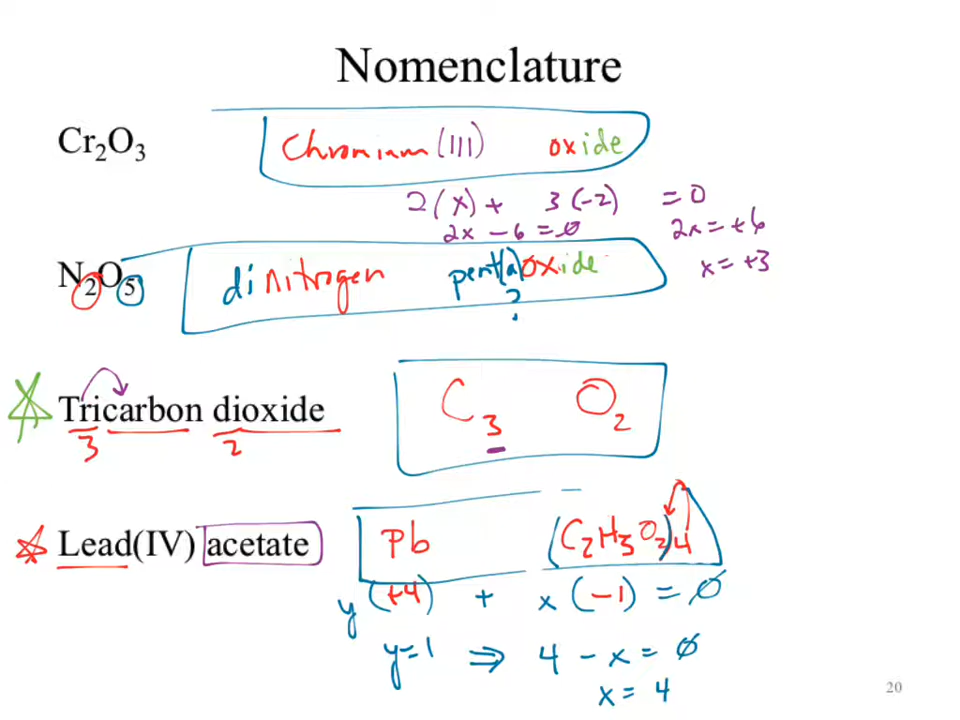 Nomenclature
Cr₂O₃ Chromium(III) oxide
2(x) + 3(-2) = 0
2x - 6 = 0 2x = +6
x = +3
N₂O₅ dinitrogen pent(a)oxide
?
Tricarbon dioxide C₃ O₂
3 2
Lead(IV) acetate Pb (C₂H₃O₂)₄
y(+4) + x(-1) = 0
y=1 ⇒ 4 - x = 0
x = 4
20